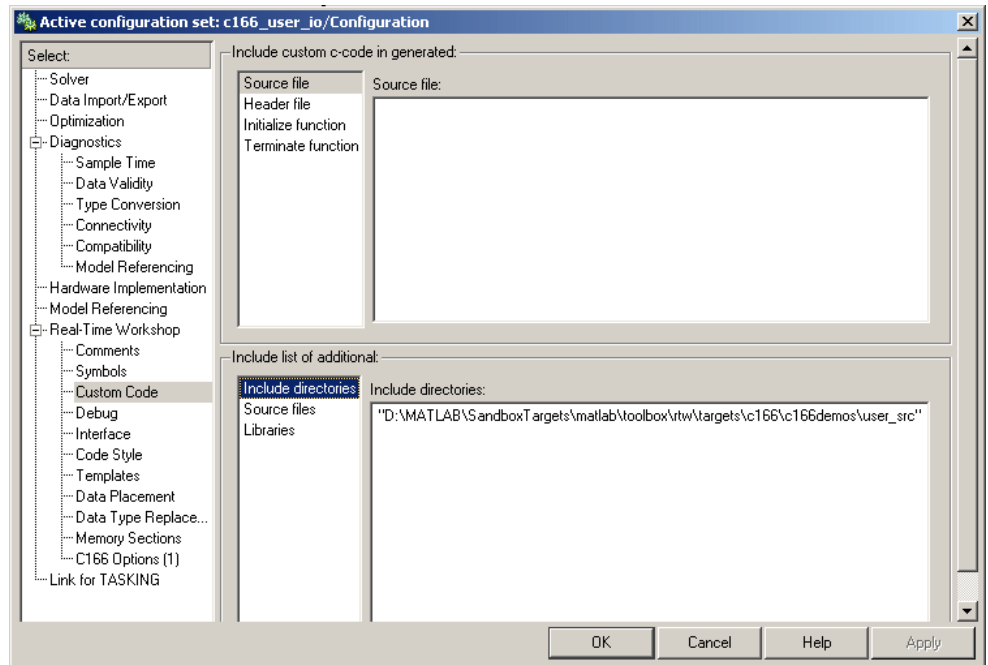 Active configuration set: c166_user_io/Configuration
Select:
Solver
Data Import/Export
Optimization
Diagnostics
Sample Time
Data Validity
Type Conversion
Connectivity
Compatibility
Model Referencing
Hardware Implementation
Model Referencing
Real-Time Workshop
Comments
Symbols
Custom Code
Debug
Interface
Code Style
Templates
Data Placement
Data Type Replace...
Memory Sections
C166 Options (1)
Link for TASKING
Include custom c-code in generated:
Source file
Header file
Initialize function
Terminate function
Source file:
Include list of additional:
Include directories
Source files
Libraries
Include directories:
"D:\MATLAB\SandboxTargets\matlab\toolbox\rtw\targets\c166\c166demos\user_src"
OK
Cancel
Help
Apply